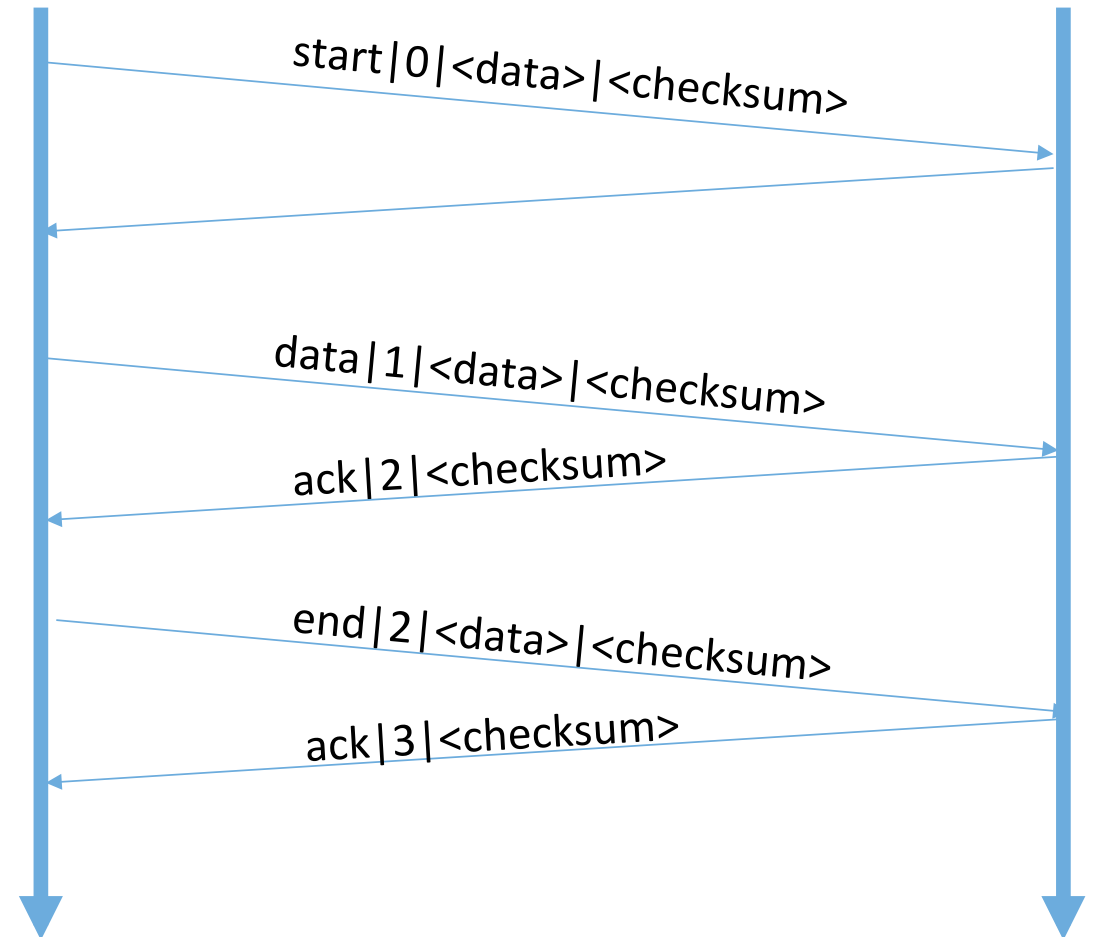 start|0|<data>|<checksum>
data|1|<data>|<checksum>
ack|2|<checksum>
end|2|<data>|<checksum>
ack|3|<checksum>